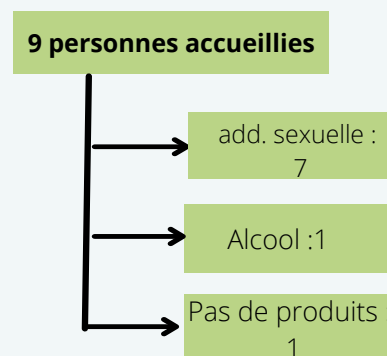 9 personnes accueillies
add. sexuelle :
7
Alcool :1
Pas de produits
1